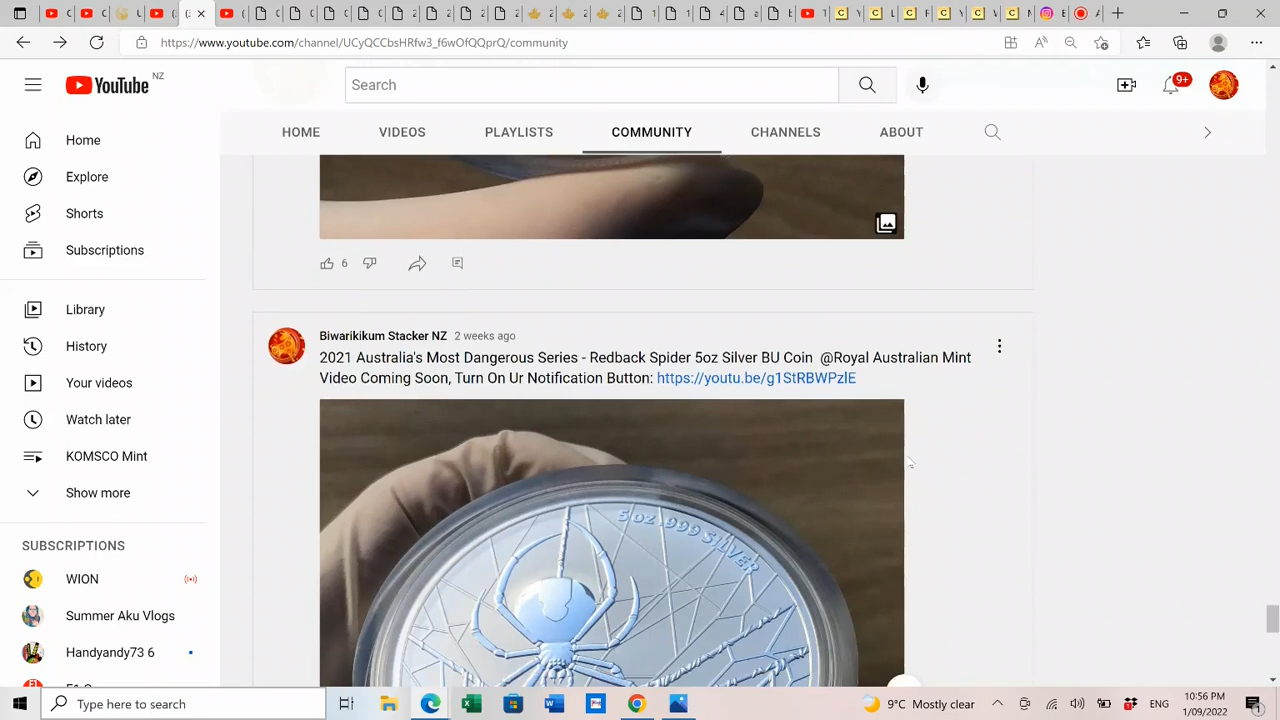 https://www.youtube.com/channel/UCyQCCbsHRfw3_f6wOfQQprQ/community
YouTube NZ
Search
9+
HOME VIDEOS PLAYLISTS COMMUNITY CHANNELS ABOUT
Home
Explore
Shorts
Subscriptions
Library
History
Your videos
Watch later
KOMSCO Mint
Show more
SUBSCRIPTIONS
WION
Summer Aku Vlogs
Handyandy73 6
6
Biwarikikum Stacker NZ 2 weeks ago
2021 Australia's Most Dangerous Series - Redback Spider 5oz Silver BU Coin @Royal Australian Mint
Video Coming Soon, Turn On Ur Notification Button: https://youtu.be/g1StRBWPzlE
5oz .999 SILVER
Type here to search
9°C Mostly clear
ENG
10:56 PM
1/09/2022